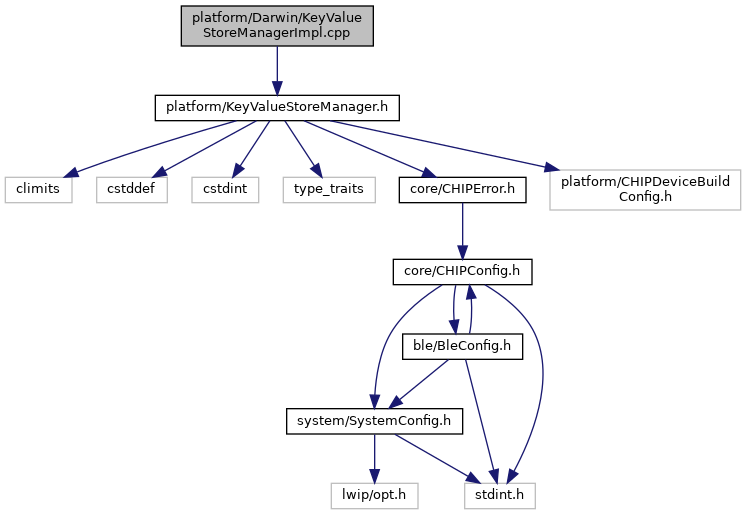 platform/Darwin/KeyValue
StoreManagerImpl.cpp
platform/KeyValueStoreManager.h
climits
cstddef
cstdint
type_traits
core/CHIPError.h
platform/CHIPDeviceBuild
Config.h
core/CHIPConfig.h
ble/BleConfig.h
system/SystemConfig.h
lwip/opt.h
stdint.h